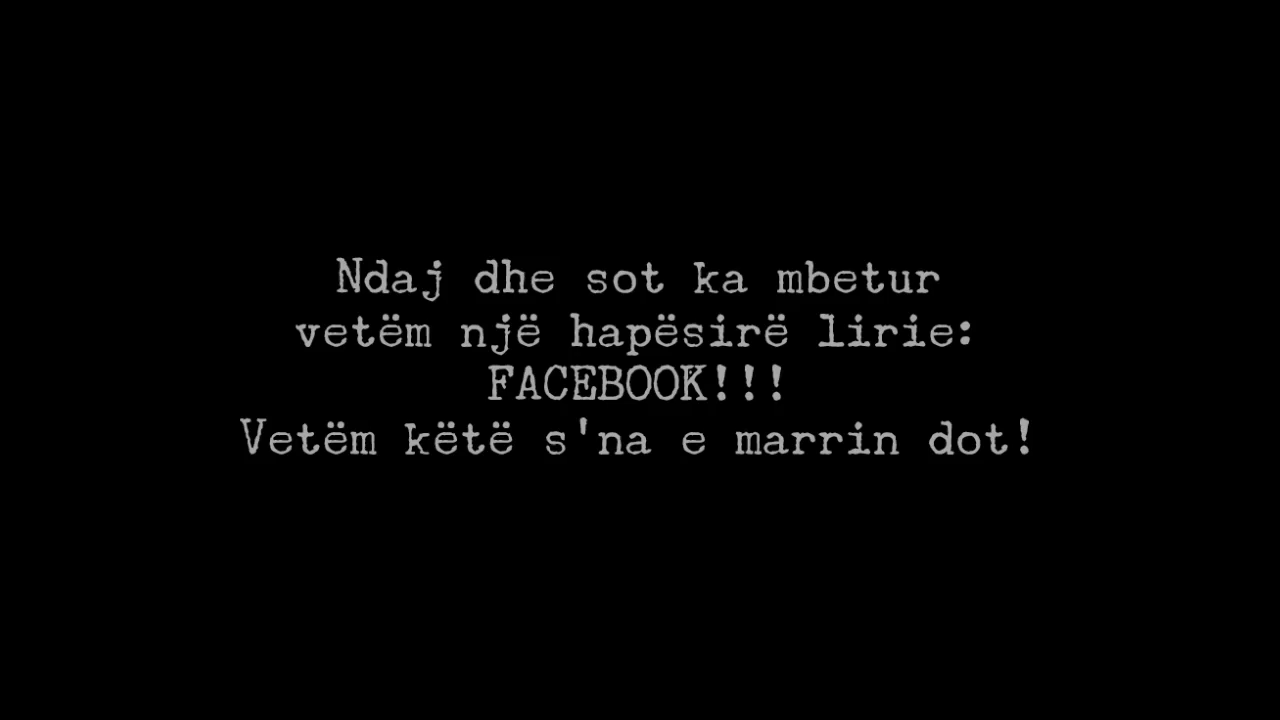 Ndaj dhe sot ka mbetur
vetëm një hapësirë lirie:
FACEBOOK!!!
Vetëm këtë s'na e marrin dot!